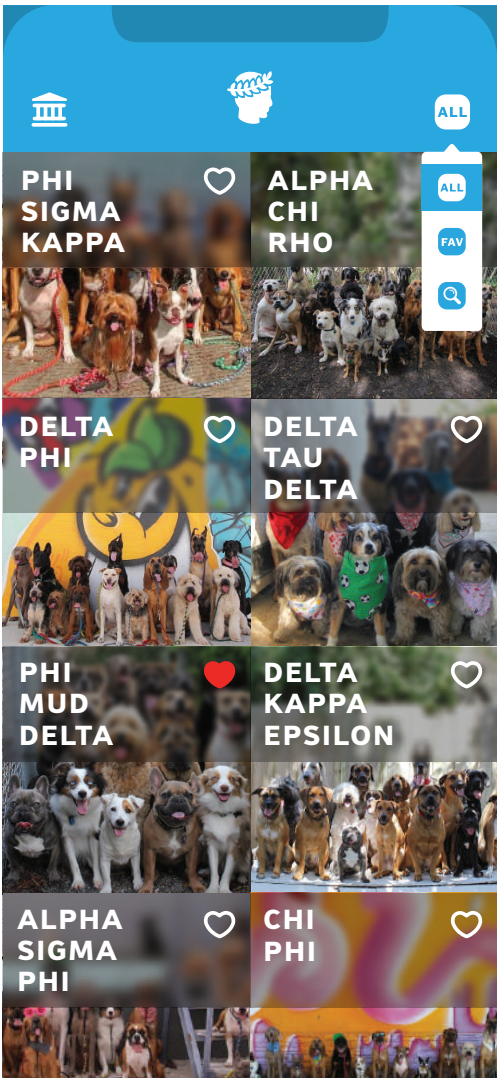 ALL
ALL
FAV
PHI
SIGMA
KAPPA
ALPHA
CHI
RHO
DELTA
PHI
DELTA
TAU
DELTA
PHI
MUD
DELTA
DELTA
KAPPA
EPSILON
ALPHA
SIGMA
PHI
CHI
PHI